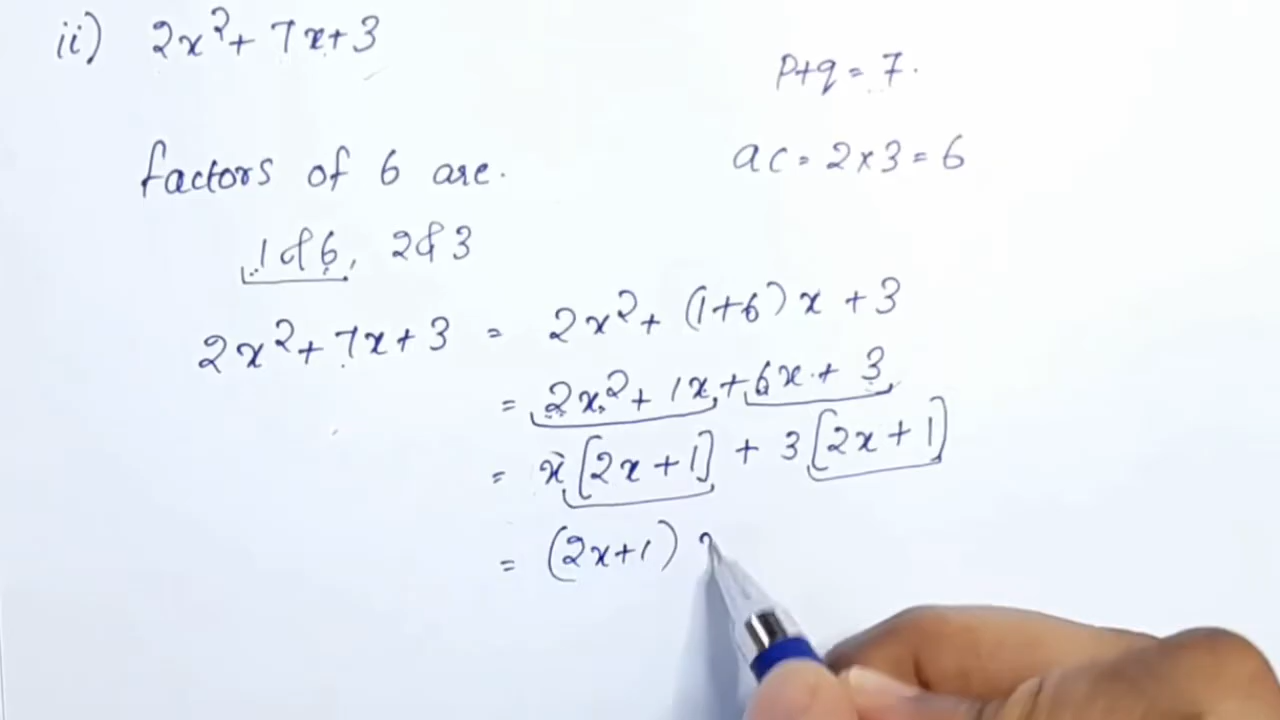 ii) 2x²+ 7x+3
p+q = 7.
ac = 2×3 = 6
factors of 6 are.
1&6, 2&3
2x²+7x+3 = 2x²+ (1+6)x +3
= 2x²+ 1x+6x+ 3
= x[2x+1] + 3[2x+1]
= (2x+1)